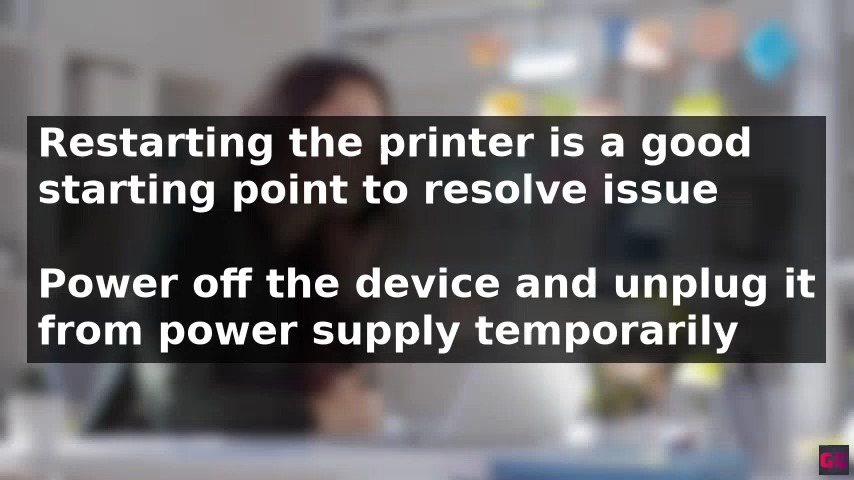 Restarting the printer is a good
starting point to resolve issue
Power off the device and unplug it
from power supply temporarily
GG